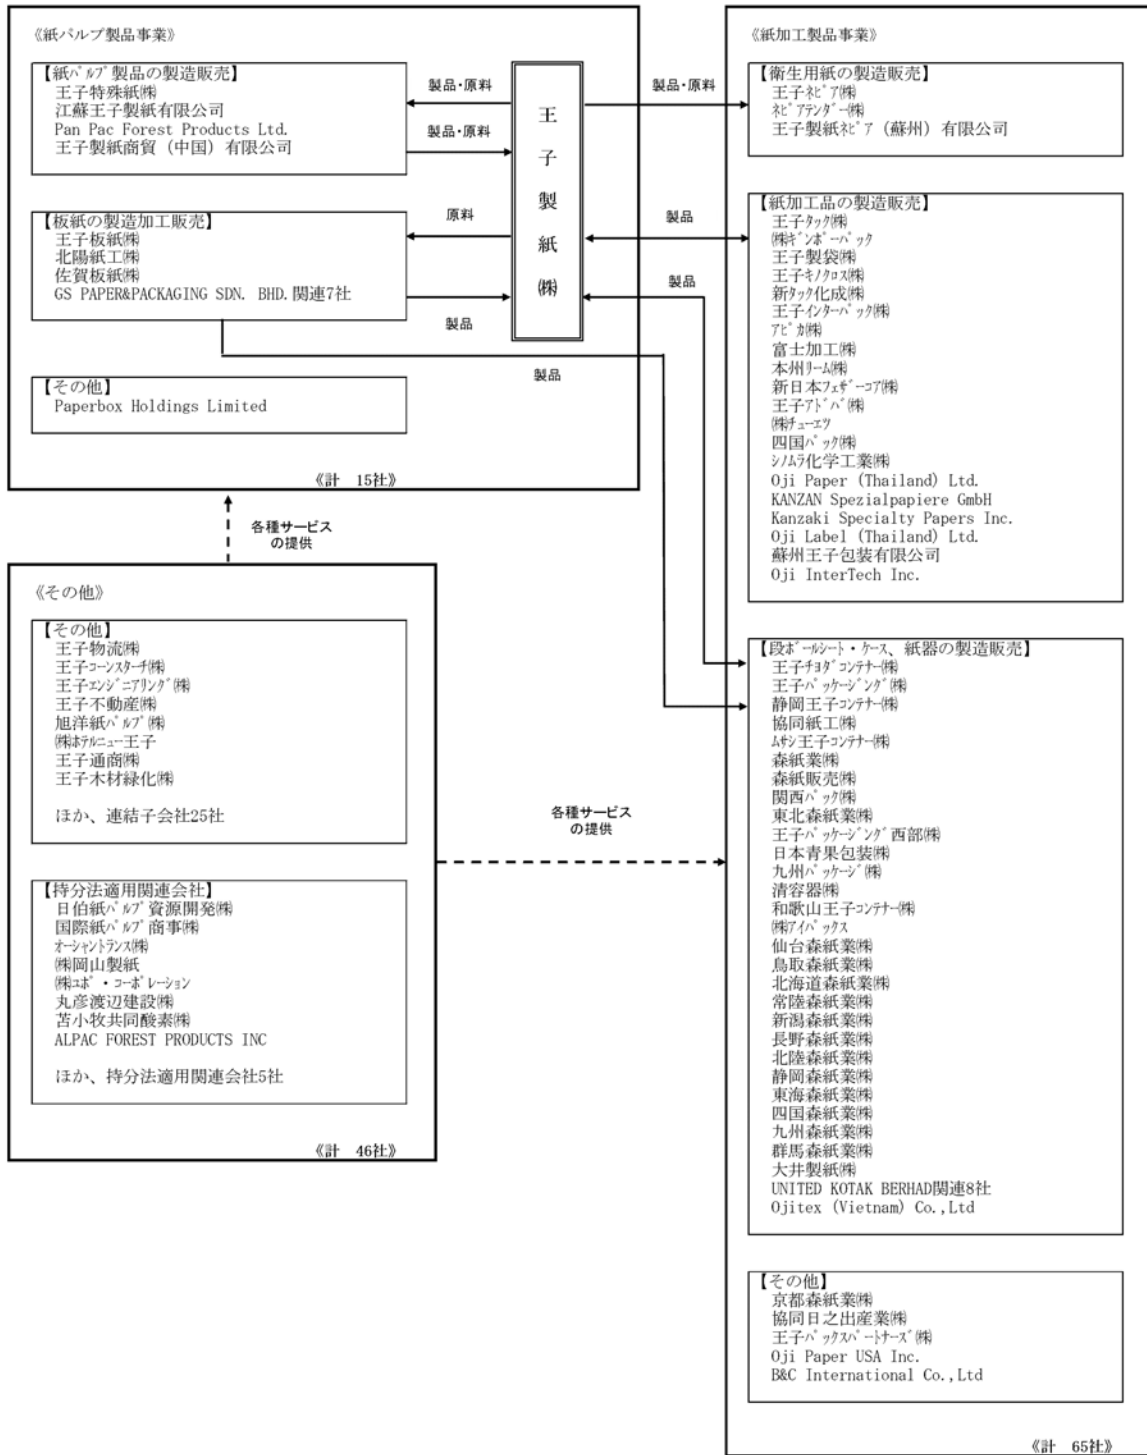 《紙パルプ製品事業》
【紙ﾊﾟﾙﾌﾟ製品の製造販売】
王子特殊紙㈱
江蘇王子製紙有限公司
Pan Pac Forest Products Ltd.
王子製紙商貿（中国）有限公司
【板紙の製造加工販売】
王子板紙㈱
北陽紙工㈱
佐賀板紙㈱
GS PAPER&PACKAGING SDN. BHD.関連7社
【その他】
Paperbox Holdings Limited
《計　15社》
製品・原料
製品・原料
原料
製品
製品
王子製紙㈱
製品・原料
製品
製品
各種サービス
の提供
《その他》
【その他】
王子物流㈱
王子ｺｰﾝｽﾀｰﾁ㈱
王子ｴﾝｼﾞﾆｱﾘﾝｸﾞ㈱
王子不動産㈱
旭洋紙ﾊﾟﾙﾌﾟ㈱
㈱ﾎﾃﾙﾆｭｰ王子
王子通商㈱
王子木材緑化㈱
ほか、連結子会社25社
【持分法適用関連会社】
日伯紙ﾊﾟﾙﾌﾟ資源開発㈱
国際紙ﾊﾟﾙﾌﾟ商事㈱
ｵｰｼｬﾝﾄﾗﾝｽ㈱
㈱岡山製紙
㈱ﾕﾎﾟ・ｺｰﾎﾟﾚｰｼｮﾝ
丸彦渡辺建設㈱
苫小牧共同酸素㈱
ALPAC FOREST PRODUCTS INC
ほか、持分法適用関連会社5社
《計　46社》
各種サービス
の提供
《紙加工製品事業》
【衛生用紙の製造販売】
王子ﾈﾋﾟｱ㈱
ﾈﾋﾟｱﾃﾝﾀﾞｰ㈱
王子製紙ﾈﾋﾟｱ（蘇州）有限公司
【紙加工品の製造販売】
王子ﾀｯｸ㈱
㈱ｷﾞﾝﾎﾟｰﾊﾟｯｸ
王子製袋㈱
王子ｷﾉｸﾛｽ㈱
新ﾀｯｸ化成㈱
王子ｲﾝﾀｰﾊﾟｯｸ㈱
ｱﾋﾟｶ㈱
富士加工㈱
本州ﾘｰﾑ㈱
新日本ﾌｪｻﾞｰｺｱ㈱
王子ｱﾄﾞﾊﾞ㈱
㈱ﾁｭｰｴﾂ
四国ﾊﾟｯｸ㈱
ｼﾉﾑﾗ化学工業㈱
Oji Paper (Thailand) Ltd.
KANZAN Spezialpapiere GmbH
Kanzaki Specialty Papers Inc.
Oji Label (Thailand) Ltd.
蘇州王子包装有限公司
Oji InterTech Inc.
【段ﾎﾞｰﾙｼｰﾄ・ｹｰｽ、紙器の製造販売】
王子ﾁﾖﾀﾞｺﾝﾃﾅｰ㈱
王子ﾊﾟｯｹｰｼﾞﾝｸﾞ㈱
静岡王子ｺﾝﾃﾅｰ㈱
協同紙工㈱
ﾑｻｼ王子ｺﾝﾃﾅｰ㈱
森紙業㈱
森紙販売㈱
関西ﾊﾟｯｸ㈱
東北森紙業㈱
王子ﾊﾟｯｹｰｼﾞﾝｸﾞ西部㈱
日本青果包装㈱
九州ﾊﾟｯｹｰｼﾞ㈱
清容器㈱
和歌山王子ｺﾝﾃﾅｰ㈱
㈱ｱｲﾊﾟｯｸｽ
仙台森紙業㈱
鳥取森紙業㈱
北海道森紙業㈱
常陸森紙業㈱
新潟森紙業㈱
長野森紙業㈱
北陸森紙業㈱
静岡森紙業㈱
東海森紙業㈱
四国森紙業㈱
九州森紙業㈱
群馬森紙業㈱
大井製紙㈱
UNITED KOTAK BERHAD関連8社
Ojitex (Vietnam) Co.,Ltd
【その他】
京都森紙業㈱
協同日之出産業㈱
王子ﾊﾟｯｸｽﾊﾟｰﾄﾅｰｽﾞ㈱
Oji Paper USA Inc.
B&C International Co.,Ltd
《計　65社》